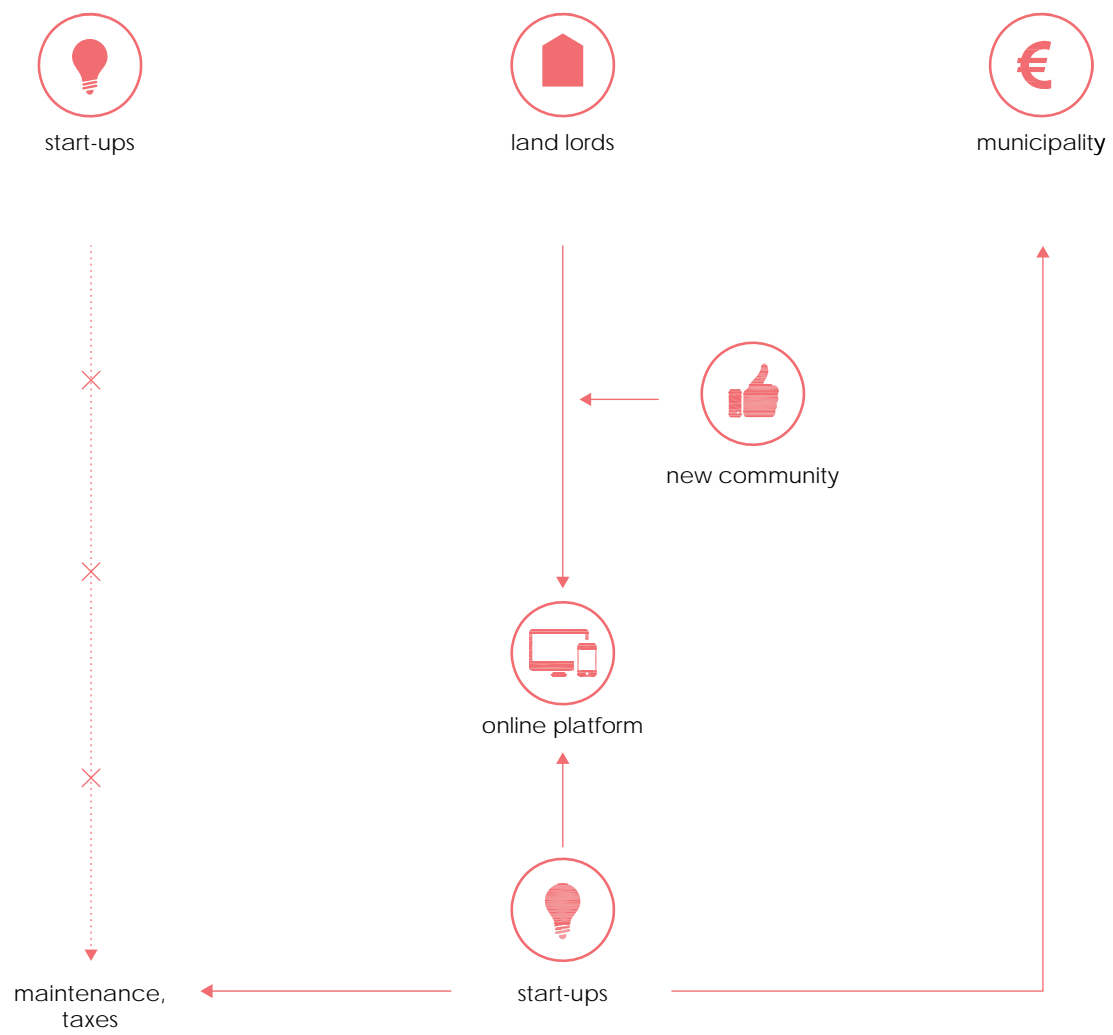 start-ups
land lords
municipality
new community
online platform
maintenance,
taxes
start-ups